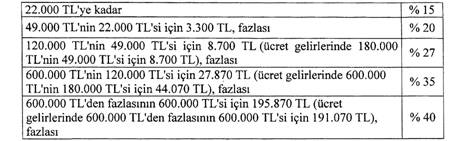 22.000 TL'ye kadar
% 15
49.000 TL'nin 22.000 TL'si için 3.300 TL, fazlası
% 20
120.000 TL'nin 49.000 TL'si için 8.700 TL (ücret gelirlerinde 180.000
TL'nin 49.000 TL'si için 8.700 TL), fazlası
% 27
600.000 TL'nin 120.000 TL'si için 27.870 TL (ücret gelirlerinde 600.000
TL'nin 180.000 TL'si için 44.070 TL), fazlası
% 35
600.000 TL'den fazlasının 600.000 TL'si için 195.870 TL (ücret
gelirlerinde 600.000 TL'den fazlasının 600.000 TL'si için 191.070 TL),
fazlası
% 40